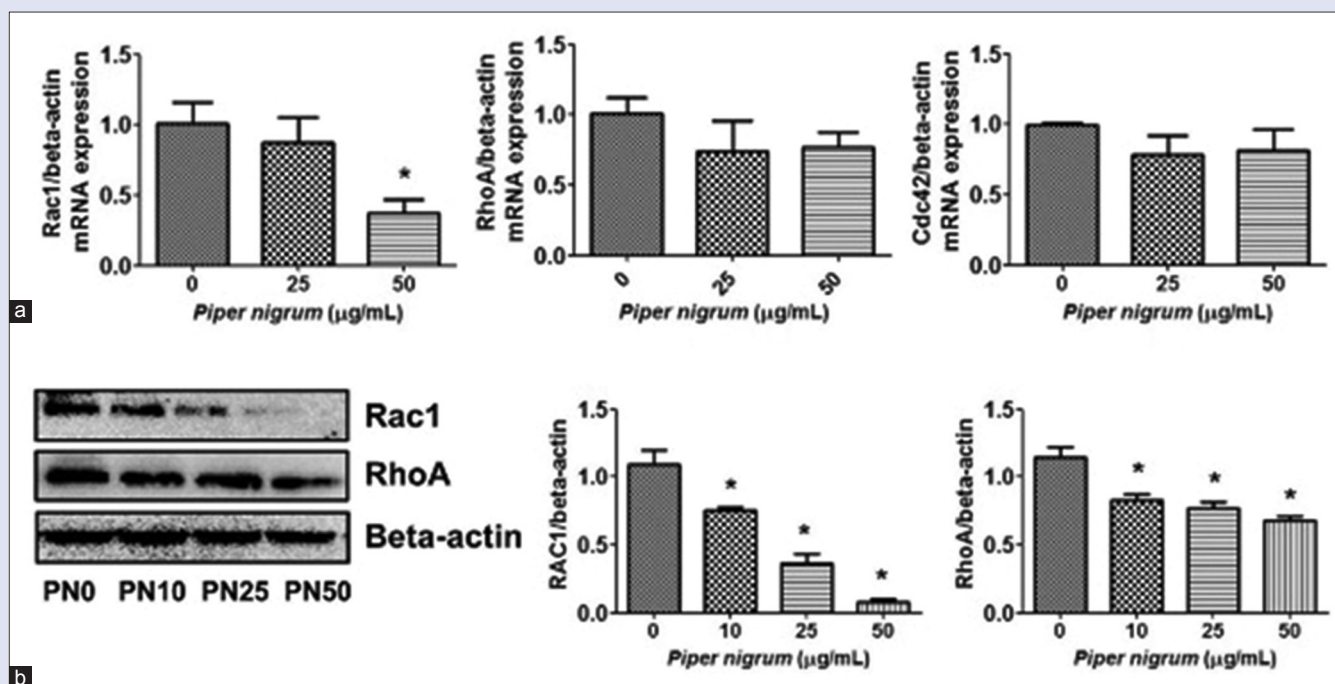 Rac1/beta-actin
mRNA expression
1.5
1.0
0.5
0.0
*
0
25
50
Piper nigrum (μg/mL)
RhoA/beta-actin
mRNA expression
1.5
1.0
0.5
0.0
0
25
50
Piper nigrum (μg/mL)
Cdc42/beta-actin
mRNA expression
1.5
1.0
0.5
0.0
0
25
50
Piper nigrum (μg/mL)
a
Rac1
RhoA
Beta-actin
PN0 PN10 PN25 PN50
RAC1/beta-actin
1.5
1.0
0.5
0.0
*
*
*
0
10
25
50
Piper nigrum (μg/mL)
RhoA/beta-actin
1.5
1.0
0.5
0.0
*
*
*
0
10
25
50
Piper nigrum (μg/mL)
b